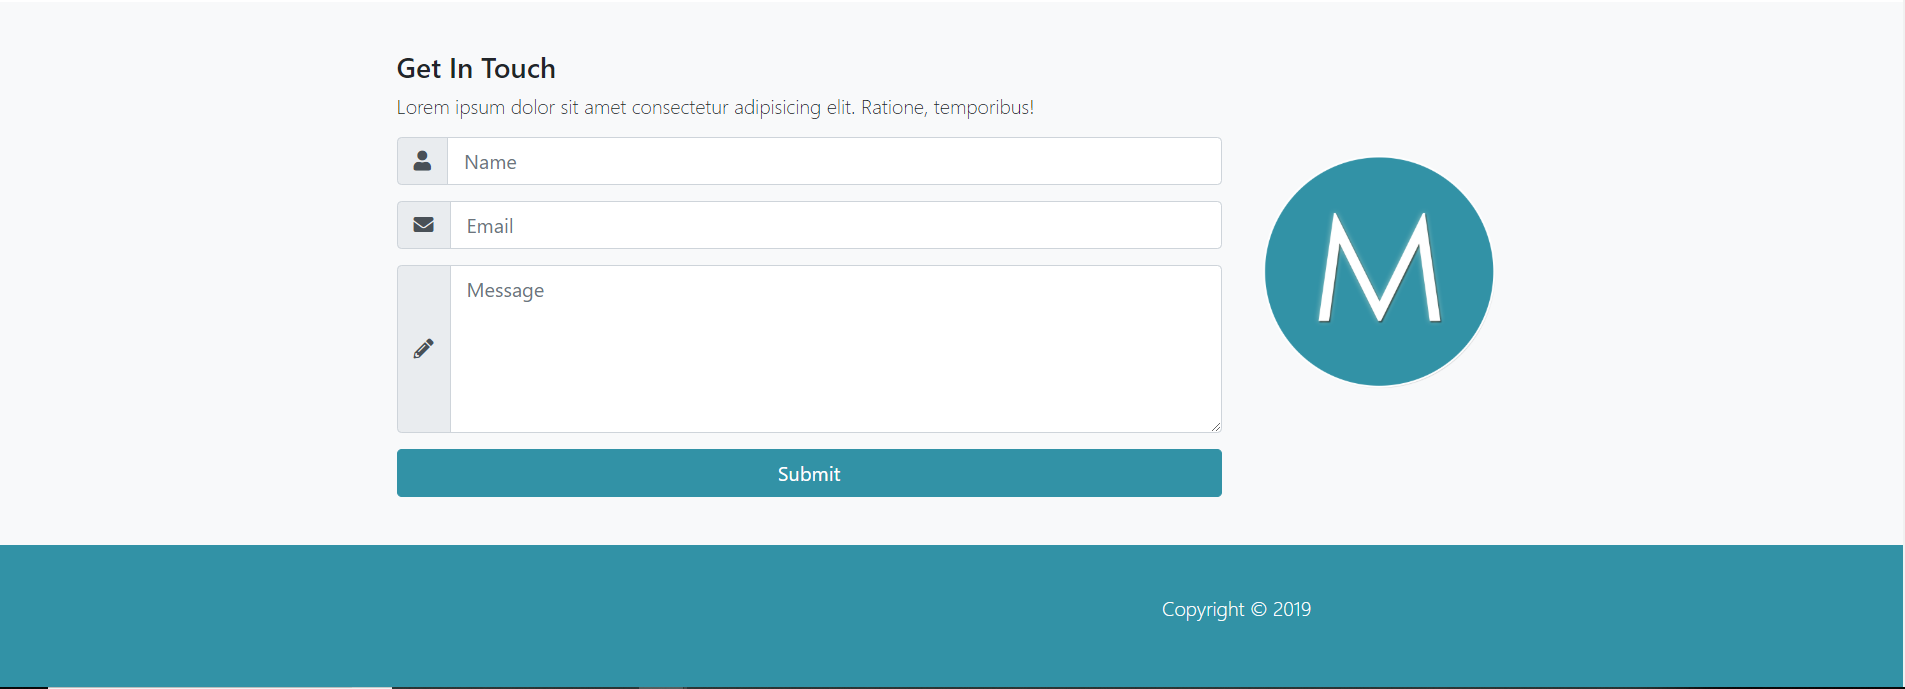 Get In Touch
Lorem ipsum dolor sit amet consectetur adipisicing elit. Ratione, temporibus!
Name
Email
Message
M
Submit
Copyright © 2019